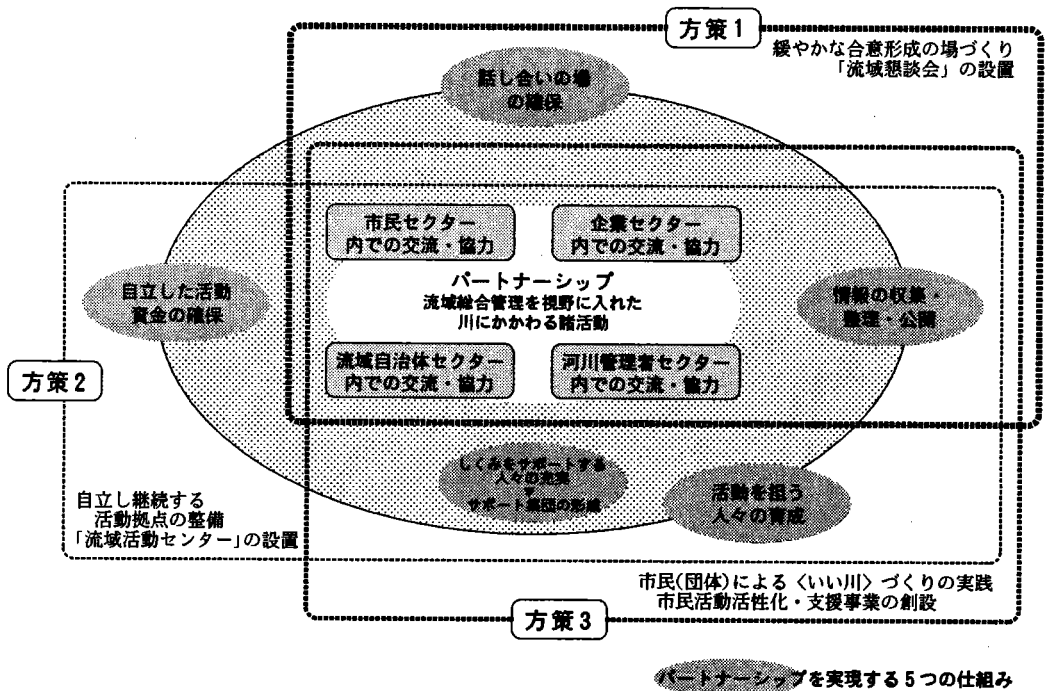 方策1
緩やかな合意形成の場づくり
「流域懇談会」の設置
話し合いの場
の確保
市民セクター
内での交流・協力
企業セクター
内での交流・協力
自立した活動
資金の確保
パートナーシップ
流域総合管理を視野に入れた
川にかかわる諸活動
情報の収集・
整理・公開
流域自治体セクター
内での交流・協力
河川管理者セクター
内での交流・協力
方策2
しくみをサポートする
人々の充実
サポート集団の形成
活動を担う
人々の育成
自立し継続する
活動拠点の整備
「流域活動センター」の設置
市民(団体)による〈いい川〉づくりの実践
市民活動活性化・支援事業の創設
方策3
パートナーシップを実現する5つの仕組み